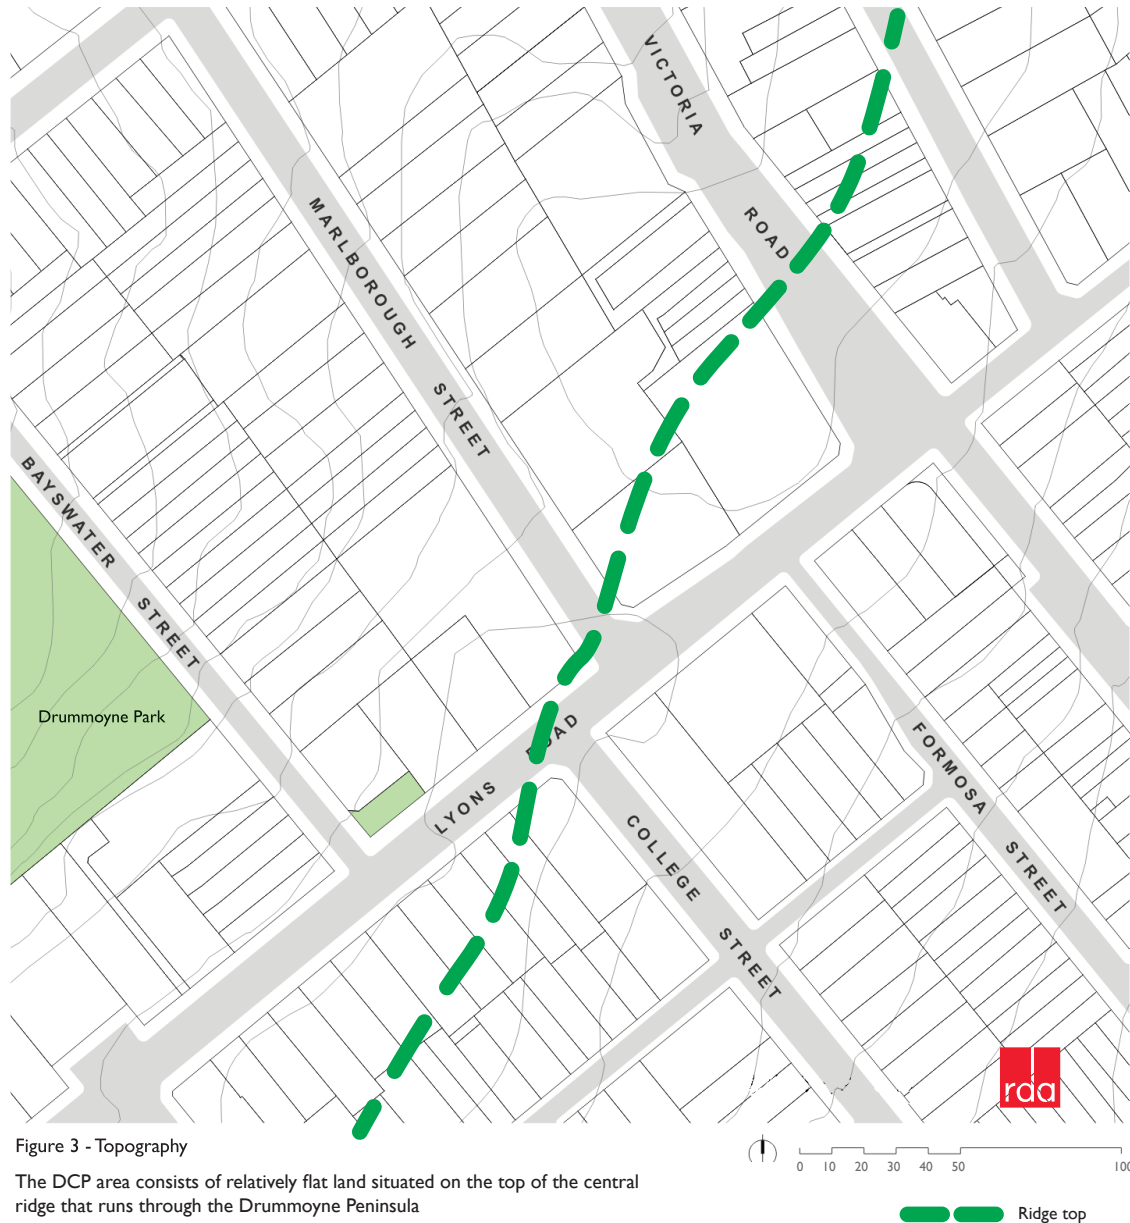 VICTORIA
ROAD
MARLBOROUGH
STREET
BAYSWATER
STREET
Drummoyne Park
LYONS
ROAD
COLLEGE
STREET
FORMOSA
STREET
rda
Figure 3 - Topography
The DCP area consists of relatively flat land situated on the top of the central
ridge that runs through the Drummoyne Peninsula
0 10 20 30 40 50 100
Ridge top